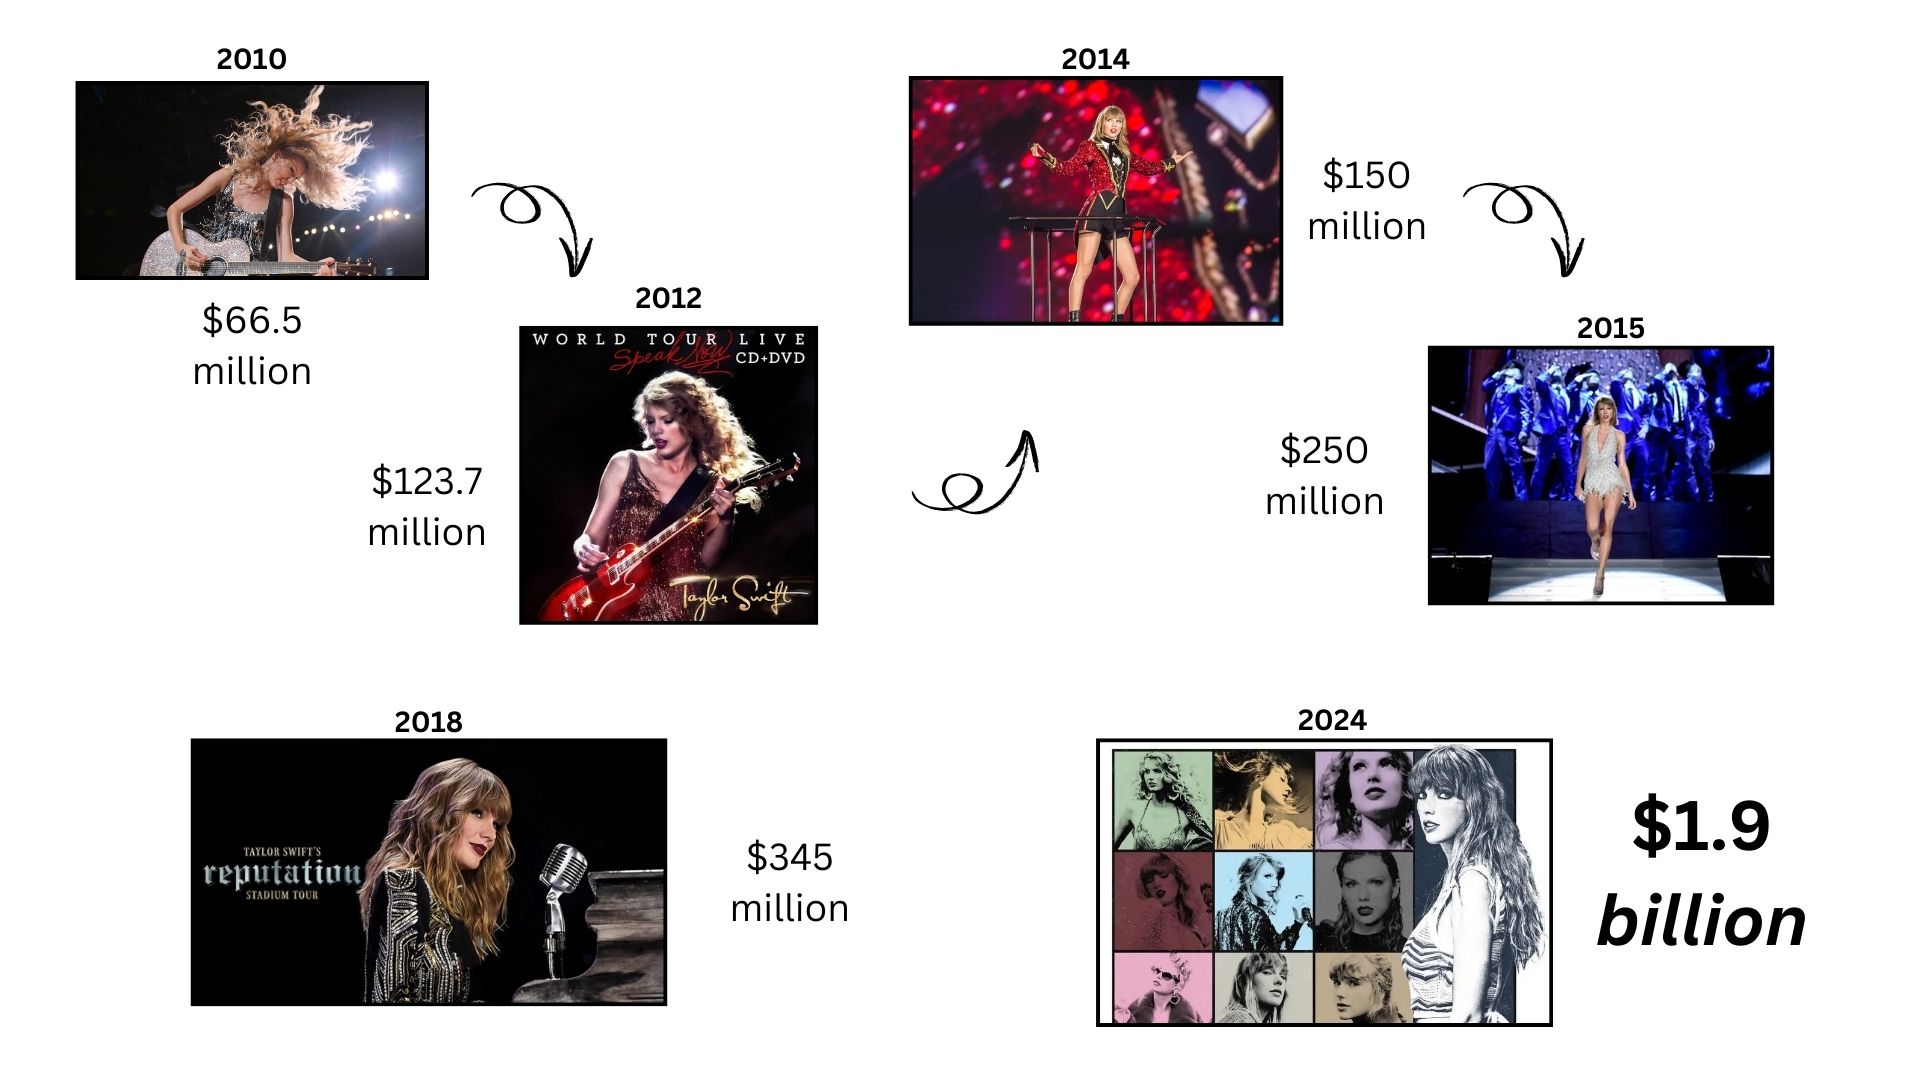 2010
$66.5
million
2012
WORLD TOUR LIVE
Speak Now
CD+DVD
Taylor Swift
$123.7
million
2014
$150
million
2015
$250
million
2018
TAYLOR SWIFT'S
reputation
STADIUM TOUR
$345
million
2024
$1.9
billion